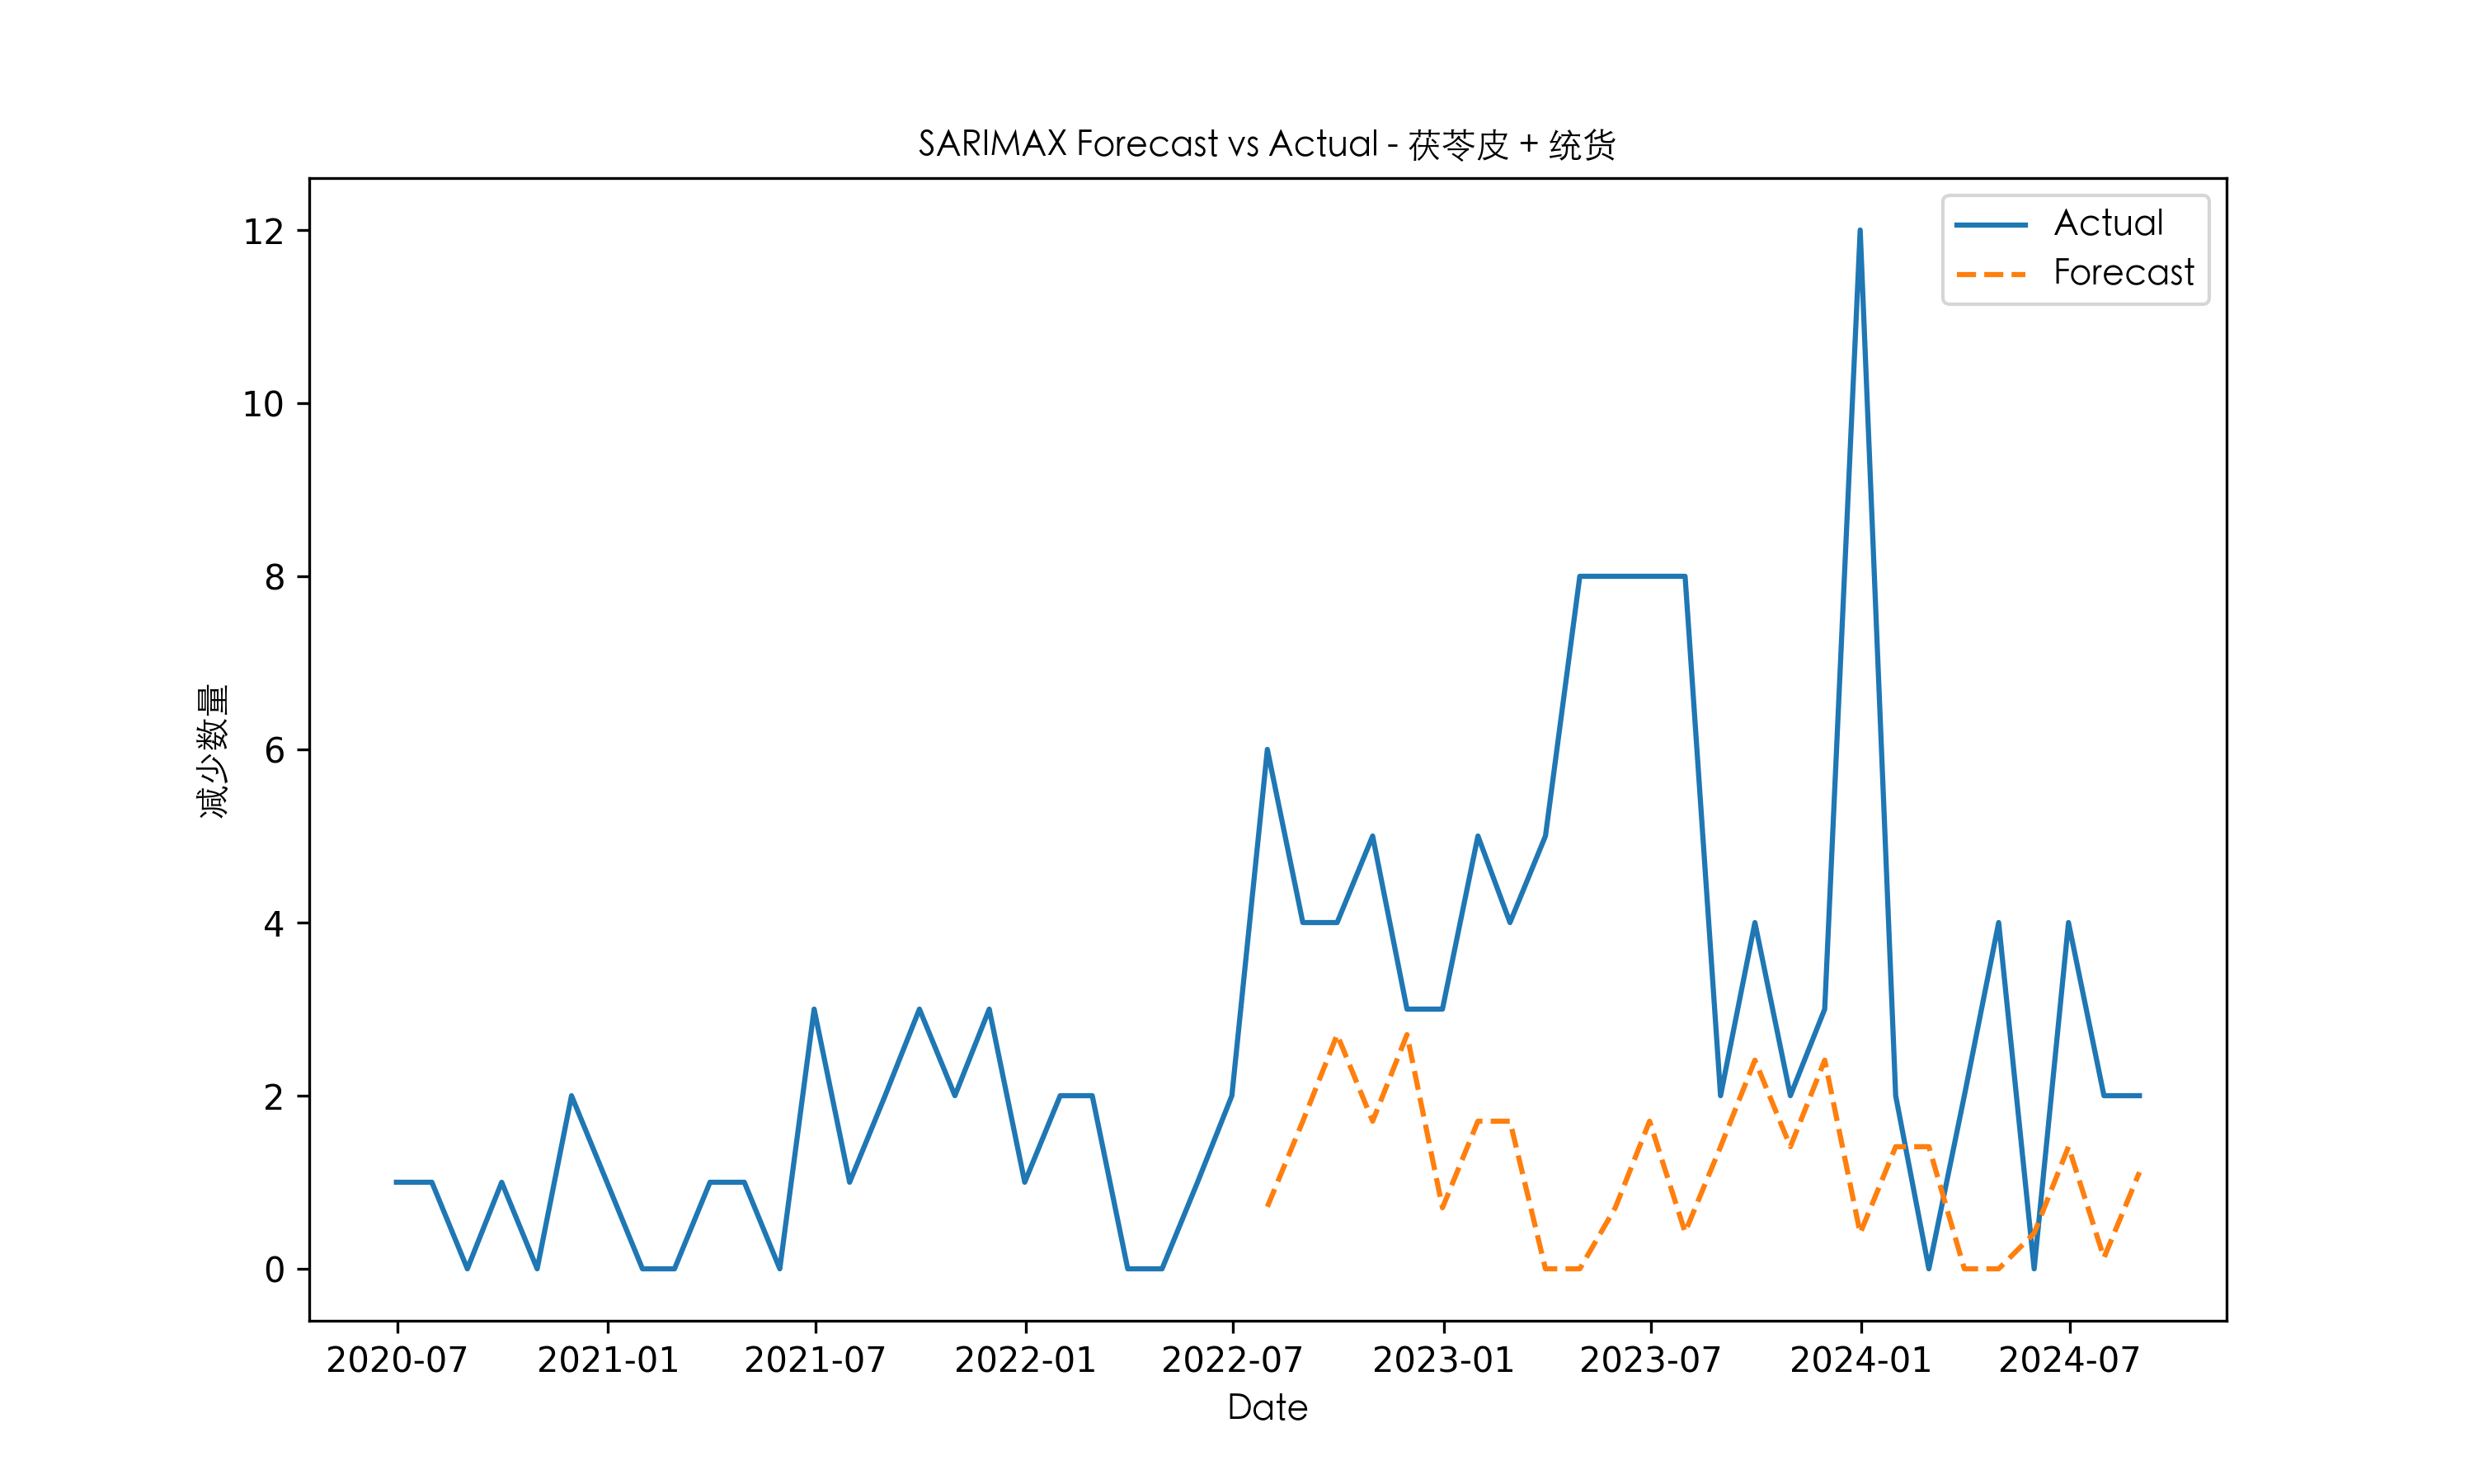 SARIMAX Forecast vs Actual - 茯苓皮 + 统货
Actual
Forecast
12
10
8
6
4
2
0
减少数量
2020-07 2021-01 2021-07 2022-01 2022-07 2023-01 2023-07 2024-01 2024-07
Date